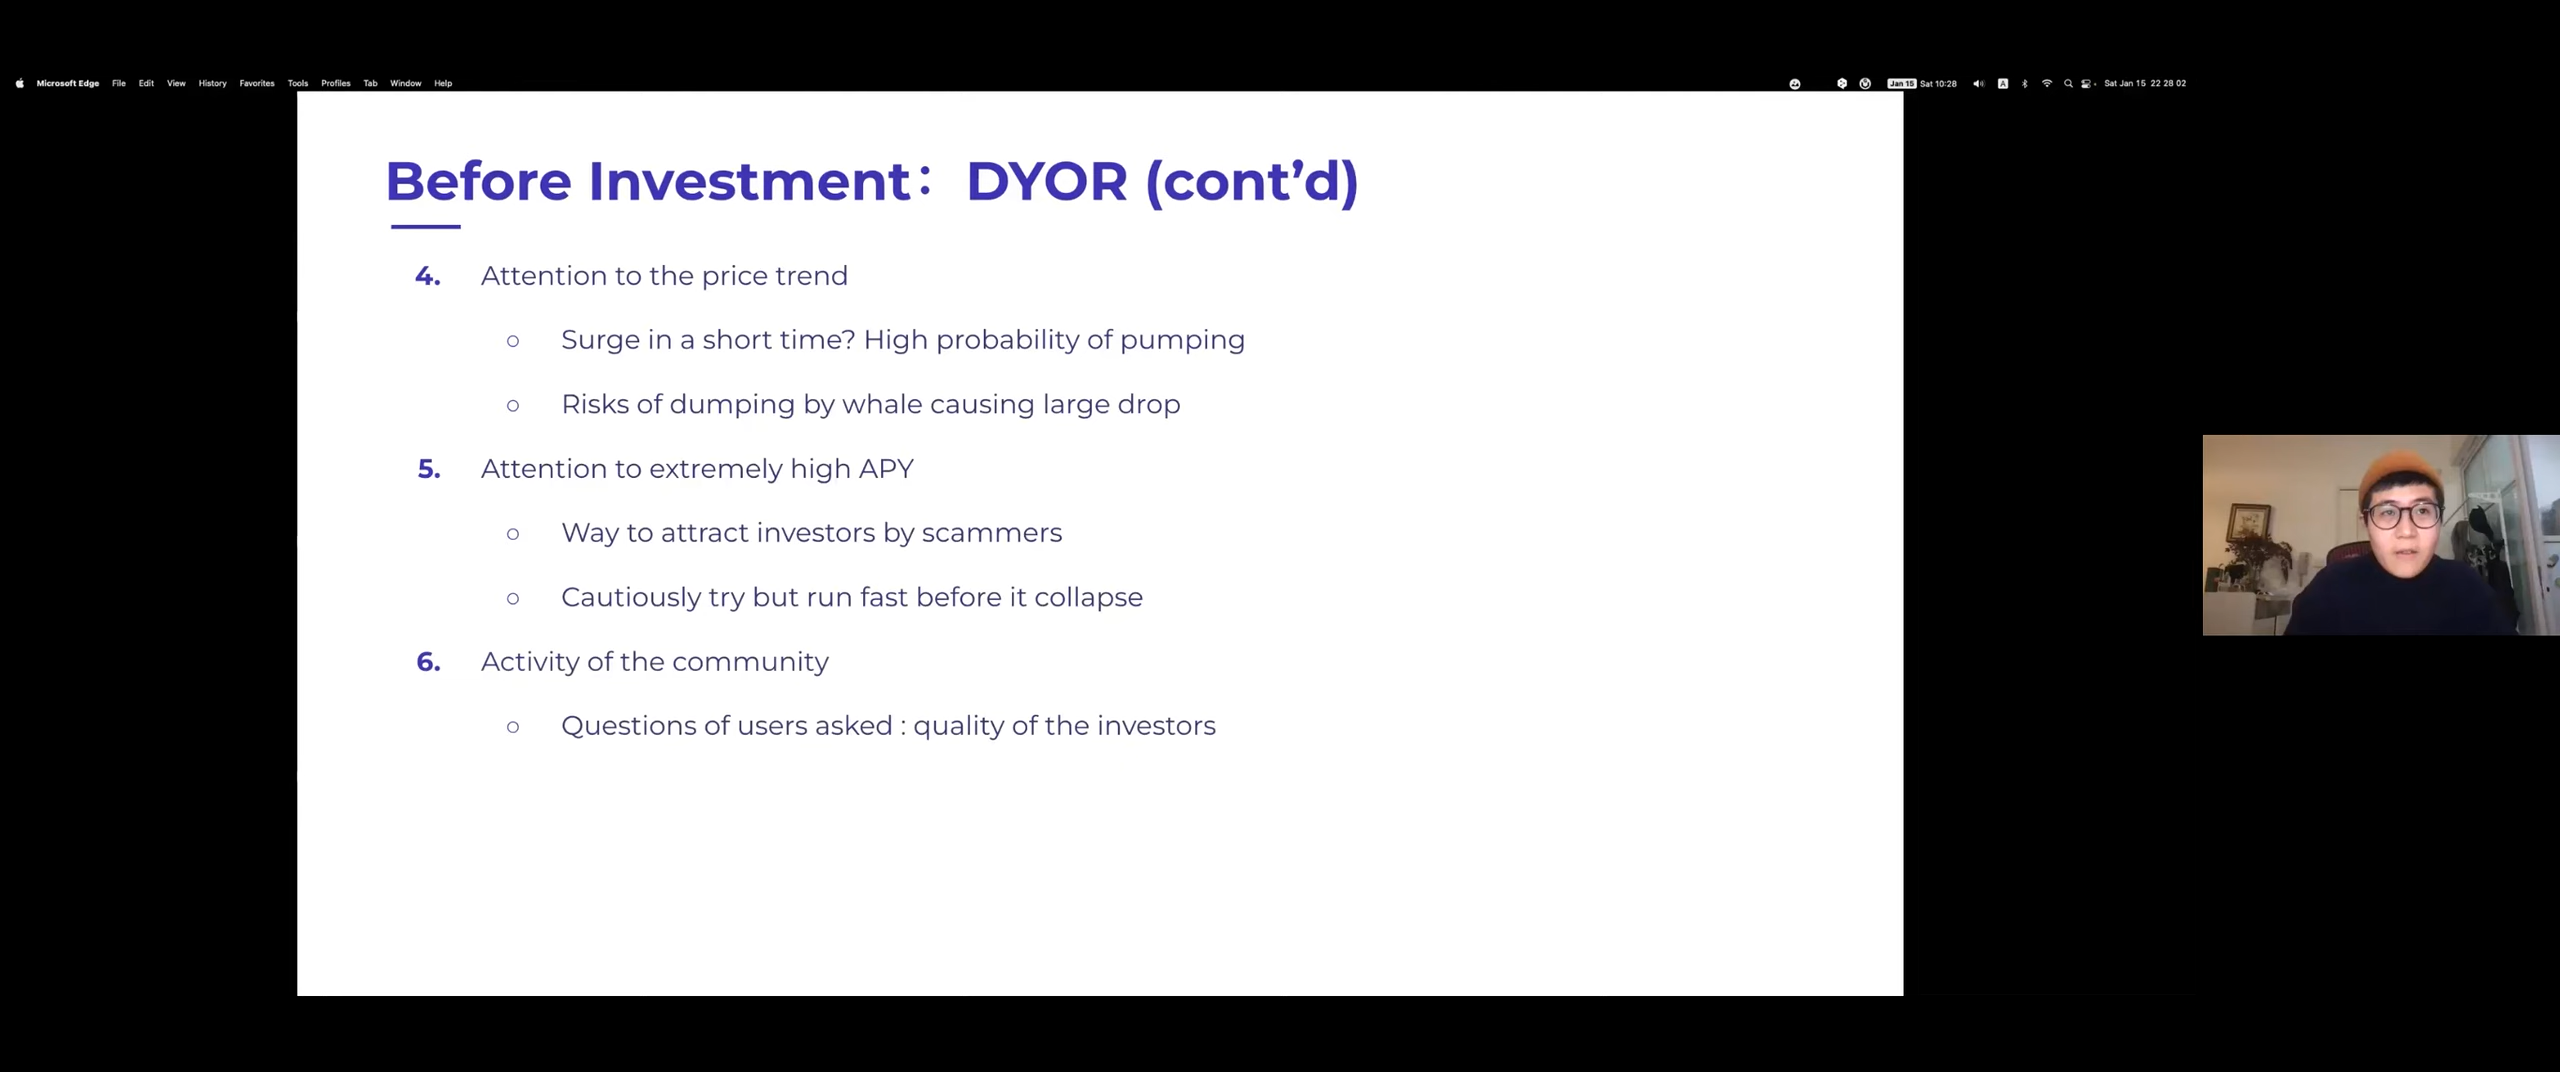 Microsoft Edge File Edit View History Favorites Tools Profiles Tab Window Help
Jan 15 Sat 10:28 A Sat Jan 15 22 28 02
Before Investment： DYOR (cont’d)
4. Attention to the price trend
○ Surge in a short time? High probability of pumping
○ Risks of dumping by whale causing large drop
5. Attention to extremely high APY
○ Way to attract investors by scammers
○ Cautiously try but run fast before it collapse
6. Activity of the community
○ Questions of users asked : quality of the investors